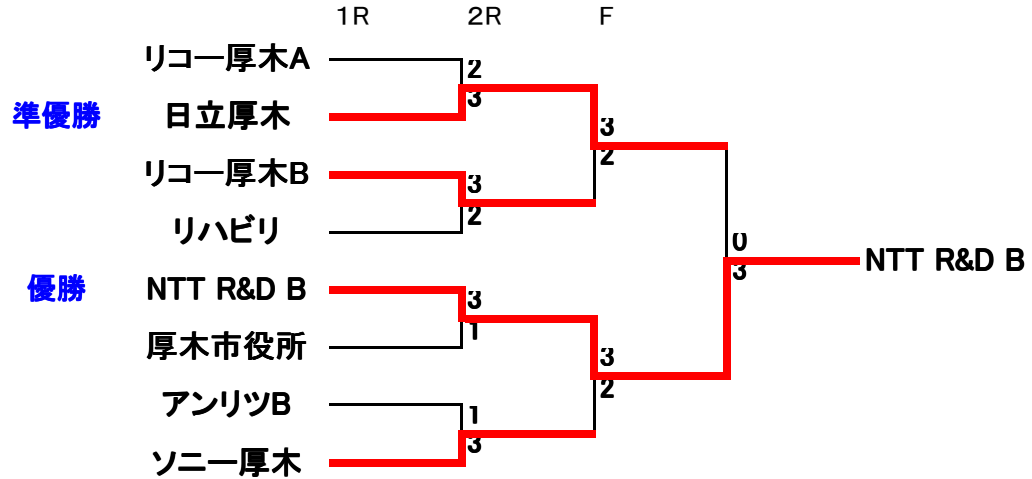 1R 2R F
リコー厚木A
2
3
準優勝 日立厚木
3
2
リコー厚木B
3
2
リハビリ
0
3
NTT R&D B
優勝 NTT R&D B
3
1
厚木市役所
3
2
アンリツB
1
3
ソニー厚木